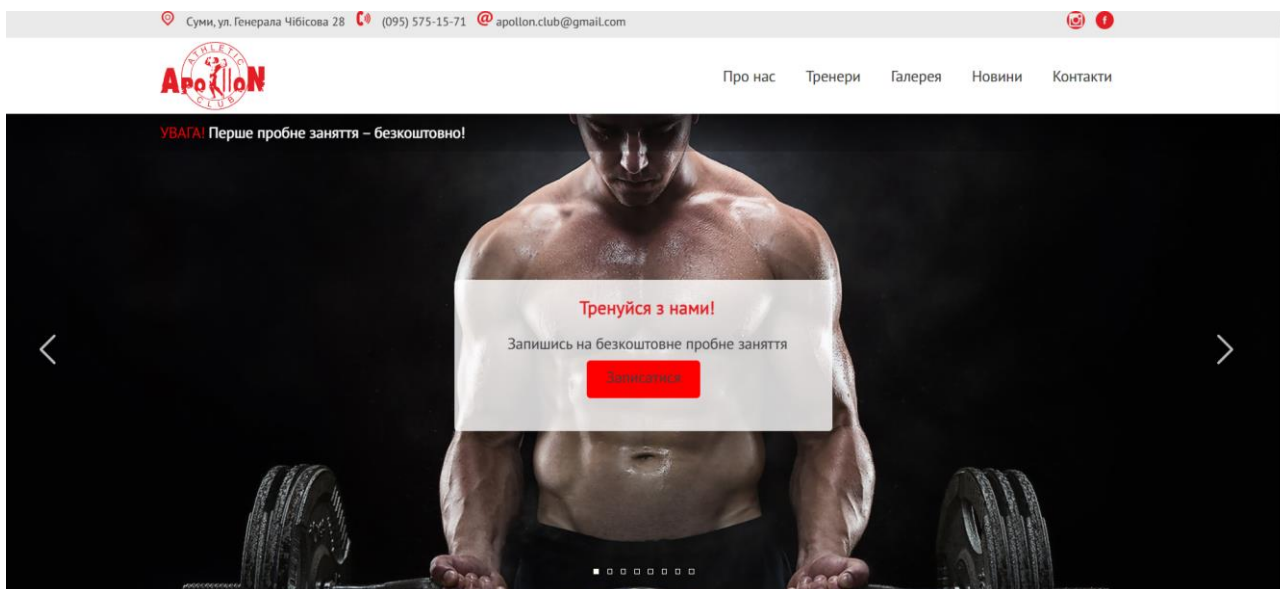 Суми, ул. Генерала Чібісова 28 (095) 575-15-71 apollon.club@gmail.com
ATHLETIC
APollON
CLUB
Про нас Тренери Галерея Новини Контакти
УВАГА! Перше пробне заняття – безкоштовно!
Тренуйся з нами!
Запишись на безкоштовне пробне заняття
Записатися